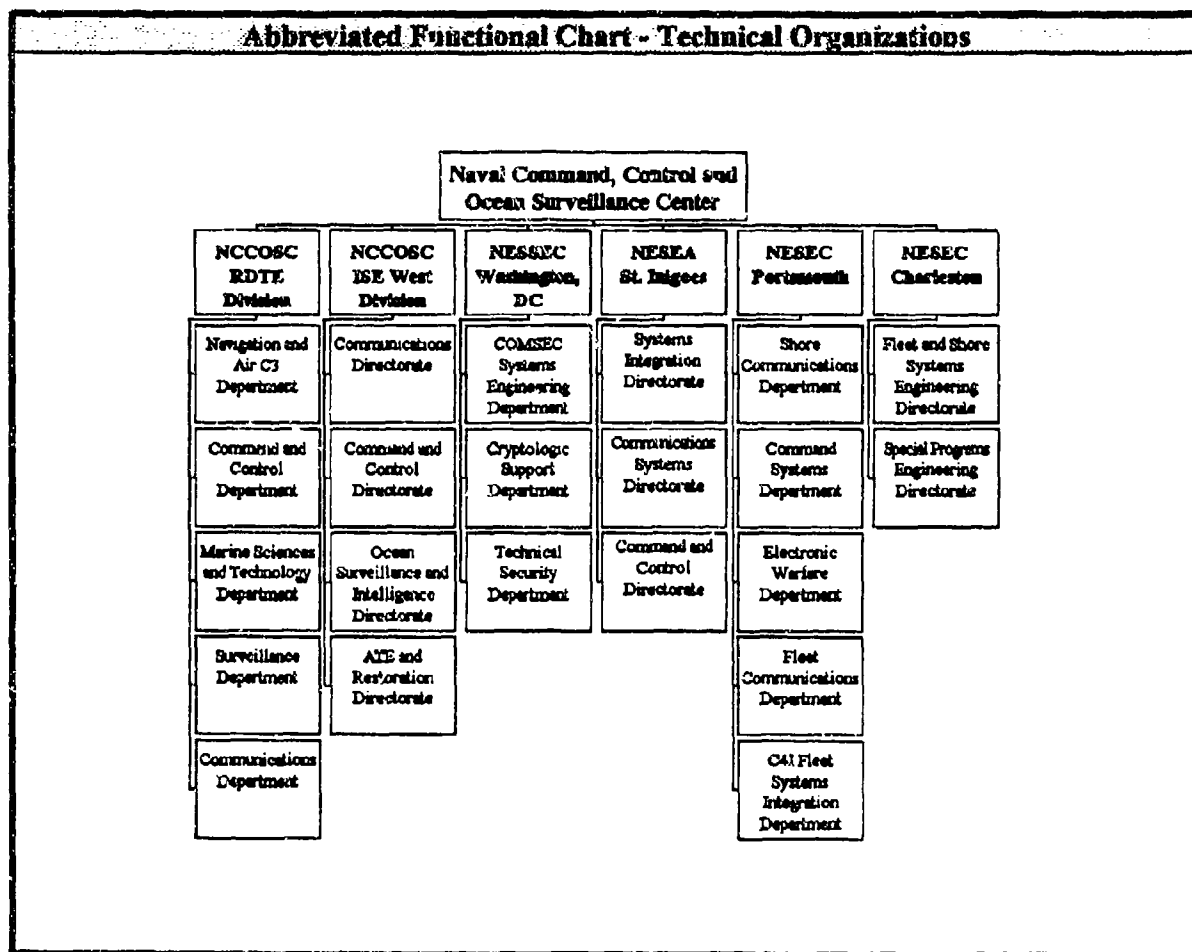 Abbreviated Functional Chart - Technical Organizations
Naval Command, Control and
Ocean Surveillance Center
NCCOSC
RDTE
Division
Navigation and
Air C3
Department
Command and
Control
Department
Marine Sciences
and Technology
Department
Surveillance
Department
Communications
Department
NCCOSC
ISE West
Division
Communications
Directorate
Command and
Control
Directorate
Ocean
Surveillance and
Intelligence
Directorate
ATE and
Restoration
Directorate
NESSEC
Washington,
DC
COMSEC
Systems
Engineering
Department
Cryptologic
Support
Department
Technical
Security
Department
NESEA
St. Inigoes
Systems
Integration
Directorate
Communications
Systems
Directorate
Command and
Control
Directorate
NESEC
Portsmouth
Shore
Communications
Department
Command
Systems
Department
Electronic
Warfare
Department
Fleet
Communications
Department
C4I Fleet
Systems
Integration
Department
NESEC
Charleston
Fleet and Shore
Systems
Engineering
Directorate
Special Programs
Engineering
Directorate